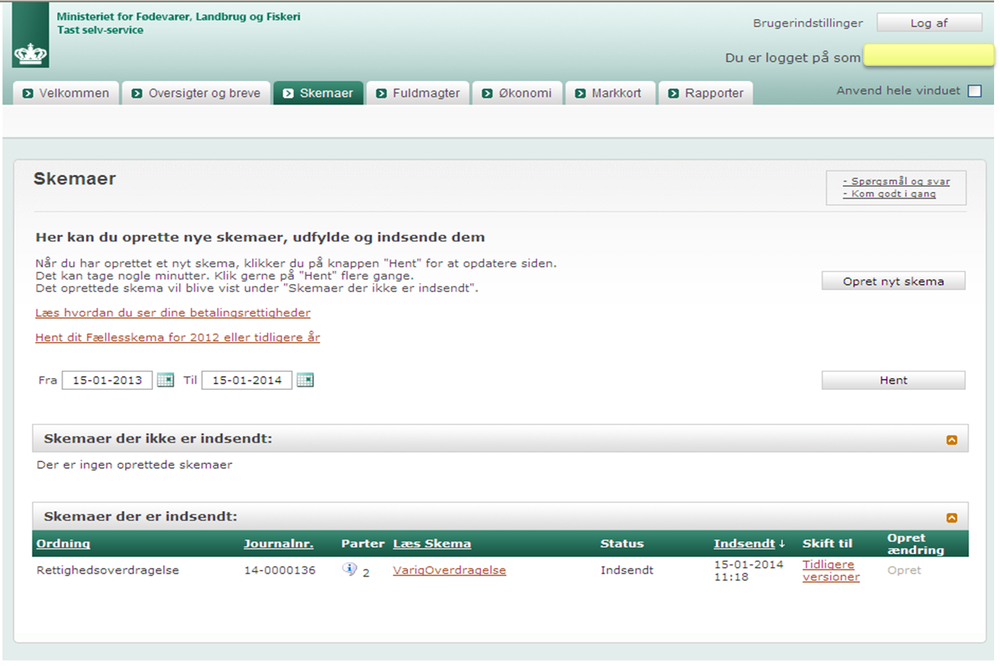 Ministeriet for Fødevarer, Landbrug og Fiskeri
Tast selv-service
Brugerindstillinger
Log af
Du er logget på som
Velkommen
Oversigter og breve
Skemaer
Fuldmagter
Økonomi
Markkort
Rapporter
Anvend hele vinduet
Skemaer
- Spørgsmål og svar
- Kom godt i gang
Her kan du oprette nye skemaer, udfylde og indsende dem
Når du har oprettet et nyt skema, klikker du på knappen "Hent" for at opdatere siden.
Det kan tage nogle minutter. Klik gerne på "Hent" flere gange.
Det oprettede skema vil blive vist under "Skemaer der ikke er indsendt".
Opret nyt skema
Læs hvordan du ser dine betalingsrettigheder
Hent dit Fællesskema for 2012 eller tidligere år
Fra 15-01-2013 Til 15-01-2014
Hent
Skemaer der ikke er indsendt:
Der er ingen oprettede skemaer
Skemaer der er indsendt:
Ordning Journalnr. Parter Læs Skema Status Indsendt ↓ Skift til Opret ændring
Rettighedsoverdragelse 14-0000136 2 VarigOverdragelse Indsendt 15-01-2014 11:18 Tidligere versioner Opret